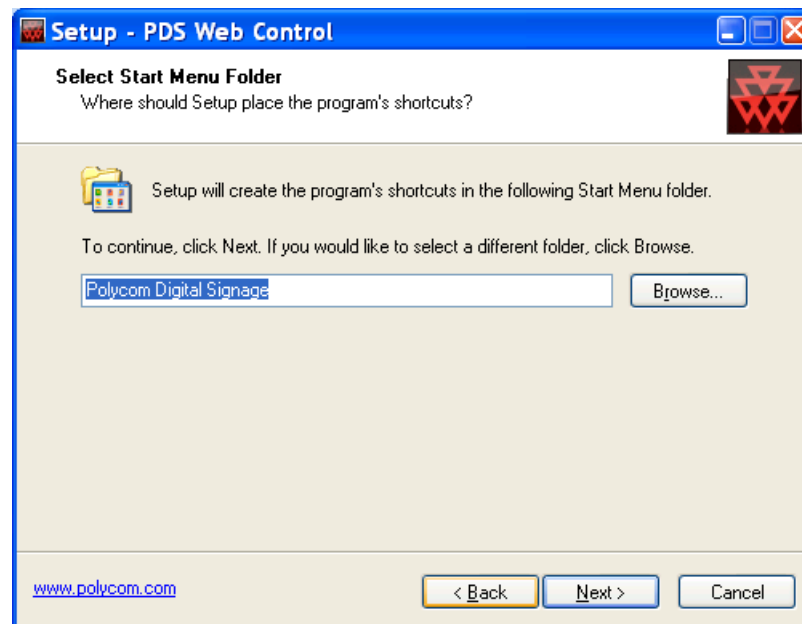 Setup - PDS Web Control
Select Start Menu Folder
Where should Setup place the program's shortcuts?
Setup will create the program's shortcuts in the following Start Menu folder.
To continue, click Next. If you would like to select a different folder, click Browse.
Polycom Digital Signage
Browse...
www.polycom.com
< Back
Next >
Cancel